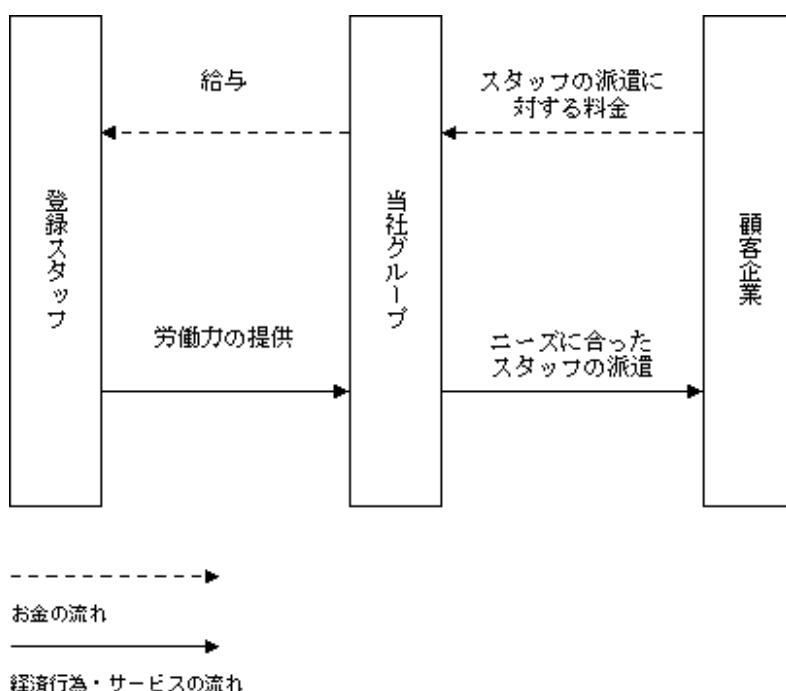 給与
スタッフの派遣に
対する料金
登録スタッフ
当社グループ
顧客企業
労働力の提供
ニーズに合った
スタッフの派遣
お金の流れ
経済行為・サービスの流れ